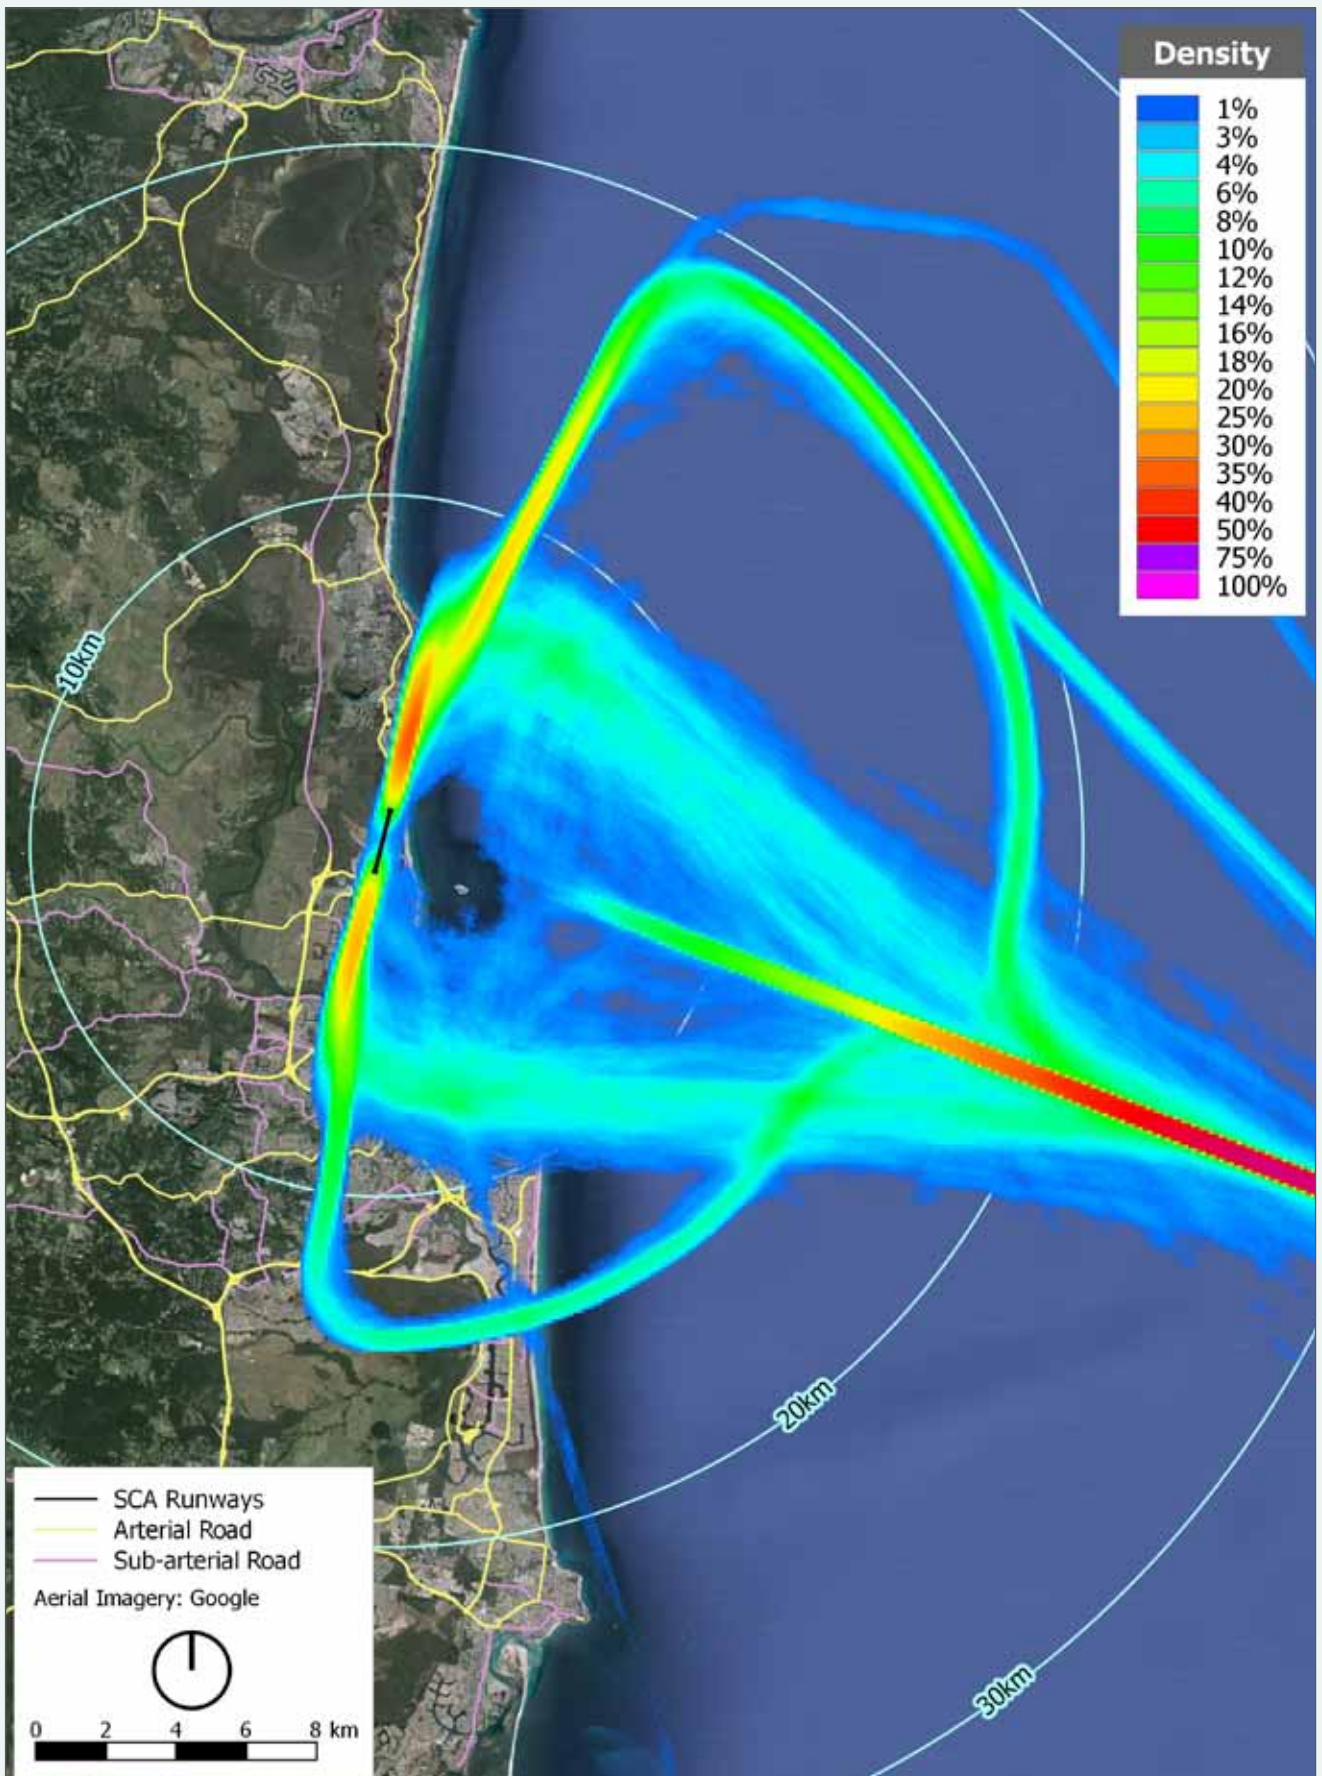 Density
1%
3%
4%
6%
8%
10%
12%
14%
16%
18%
20%
25%
30%
35%
40%
50%
75%
100%
10km
20km
30km
SCA Runways
Arterial Road
Sub-arterial Road
Aerial Imagery: Google
0 2 4 6 8 km